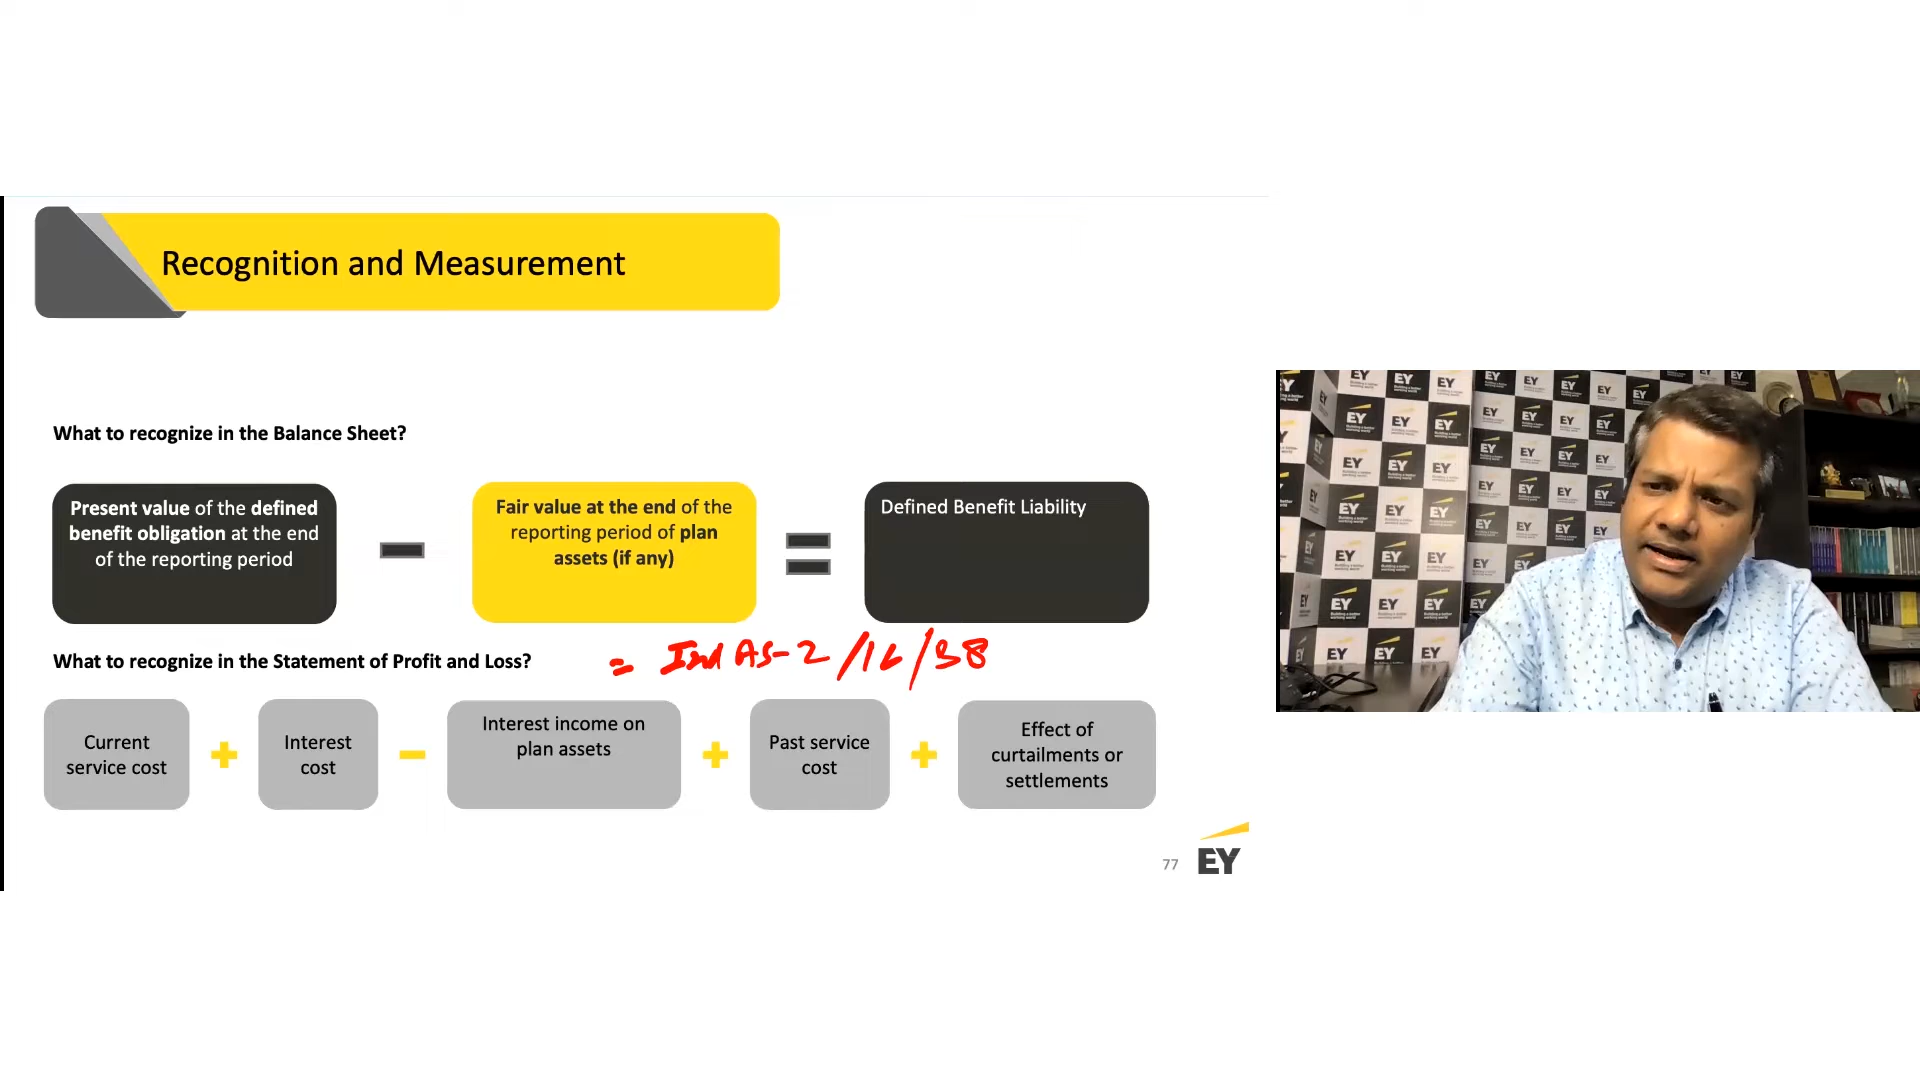 Recognition and Measurement
What to recognize in the Balance Sheet?
Present value of the defined
benefit obligation at the end
of the reporting period
Fair value at the end of the
reporting period of plan
assets (if any)
Defined Benefit Liability
What to recognize in the Statement of Profit and Loss?
= Ind AS-2/16/38
Current
service cost
Interest
cost
Interest income on
plan assets
Past service
cost
Effect of
curtailments or
settlements
77
EY